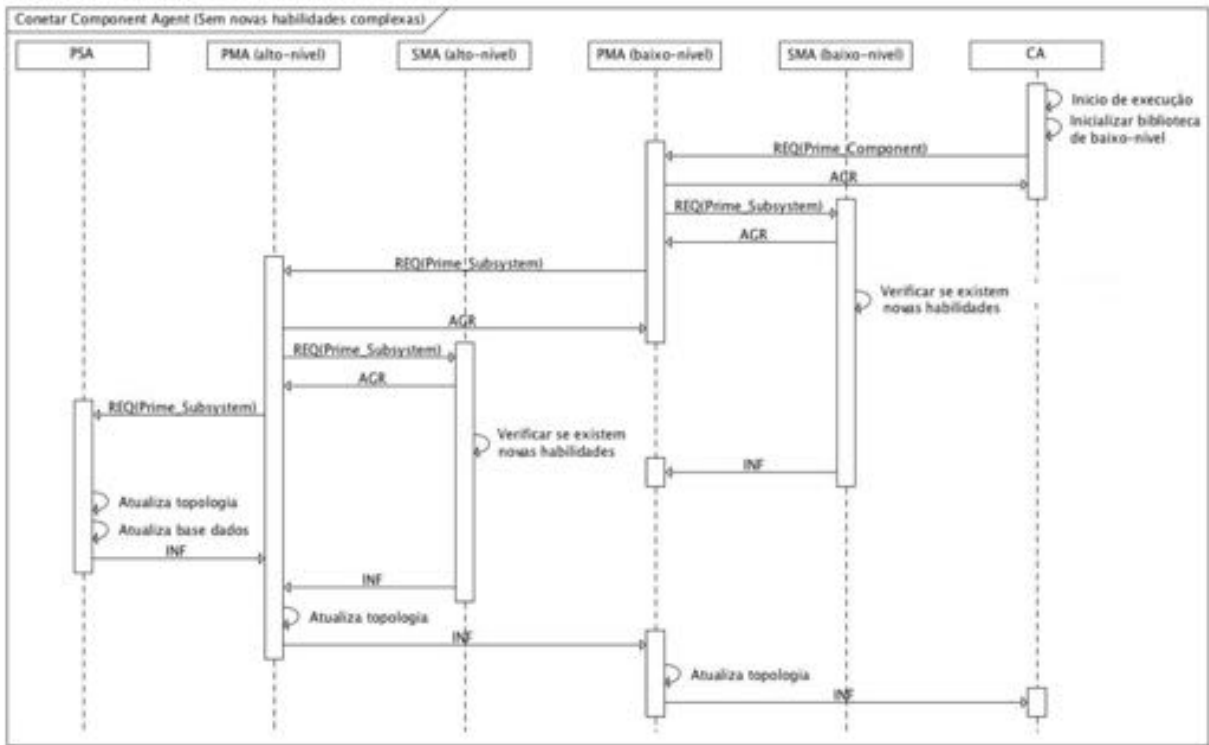 Conetar Component Agent (Sem novas habilidades complexas)
PSA
PMA (alto-nível)
SMA (alto-nível)
PMA (baixo-nível)
SMA (baixo-nível)
CA
Inicio de execução
Inicializar biblioteca
de baixo-nível
REQ(Prime_Component)
AGR
REQ(Prime_Subsystem)
AGR
REQ(Prime_Subsystem)
Verificar se existem
novas habilidades
AGR
REQ(Prime_Subsystem)
AGR
REQ(Prime_Subsystem)
Verificar se existem
novas habilidades
INF
Atualiza topologia
Atualiza base dados
INF
INF
Atualiza topologia
INF
Atualiza topologia
INF